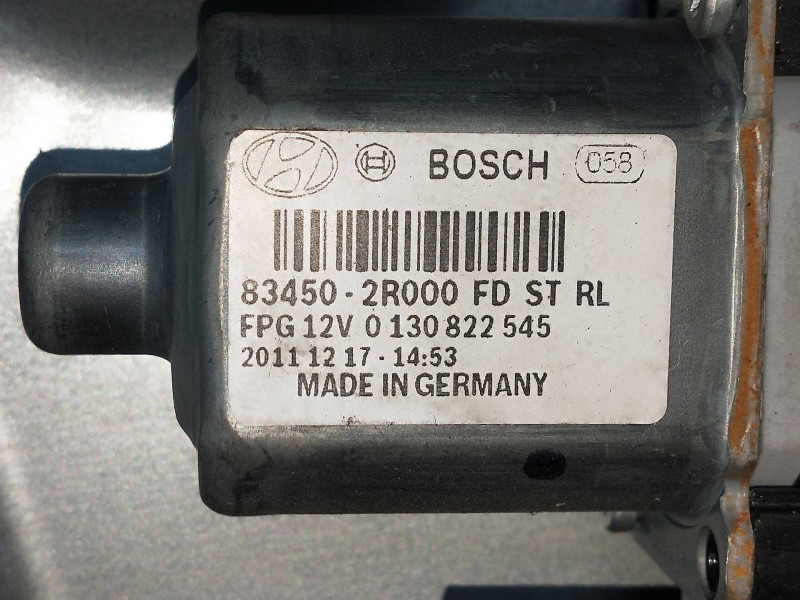 BOSCH 058
83450-2R000 FD ST RL
FPG 12V 0 130 822 545
2011 12 17-14:53
MADE IN GERMANY